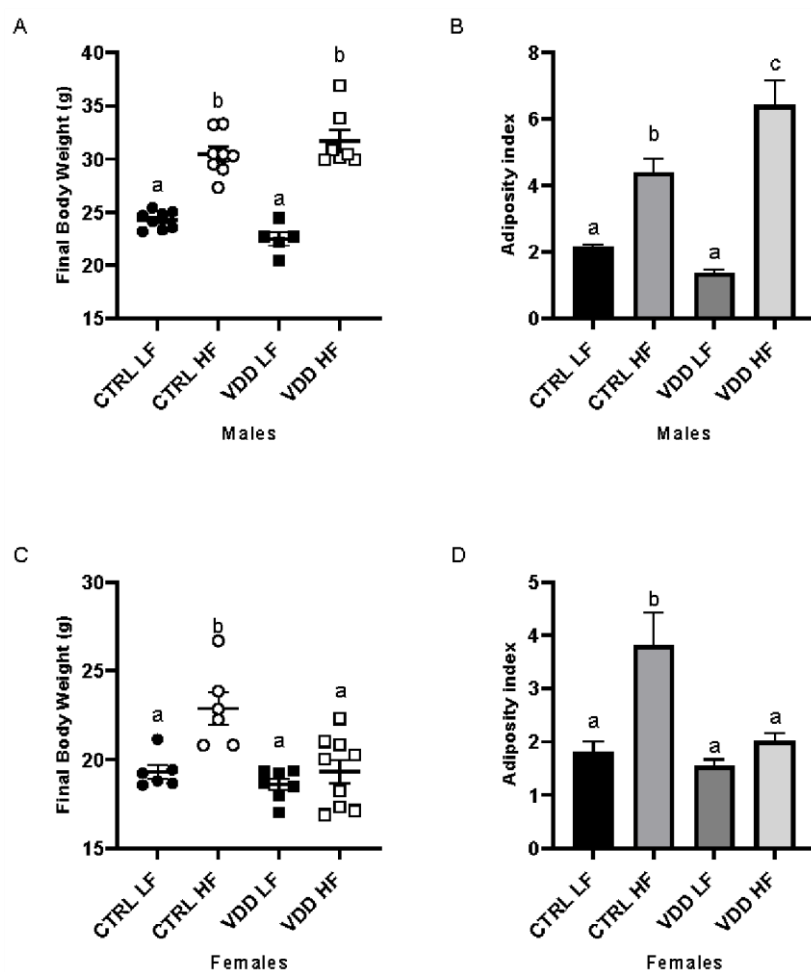 A
Final Body Weight (g)
40
35
30
25
20
15
a
b
a
b
CTRL LF
CTRL HF
VDD LF
VDD HF
Males
B
Adiposity index
8
6
4
2
0
a
b
a
c
CTRL LF
CTRL HF
VDD LF
VDD HF
Males
C
Final Body Weight (g)
30
25
20
15
a
b
a
a
CTRL LF
CTRL HF
VDD LF
VDD HF
Females
D
Adiposity index
5
4
3
2
1
0
a
b
a
a
CTRL LF
CTRL HF
VDD LF
VDD HF
Females